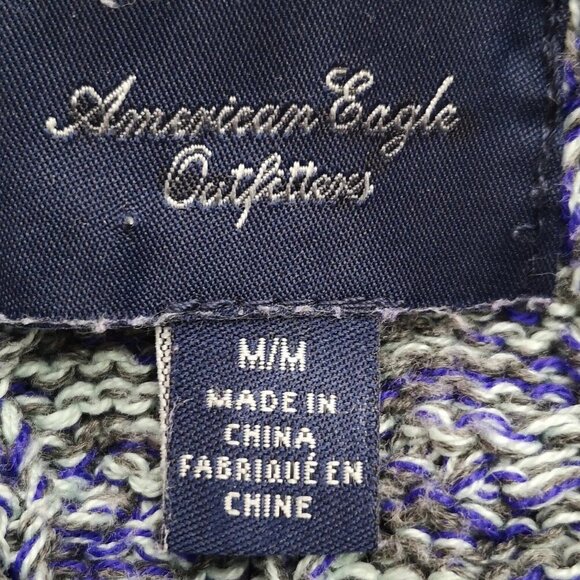 American Eagle
Outfitters
M/M
MADE IN
CHINA
FABRIQUÉ EN
CHINE